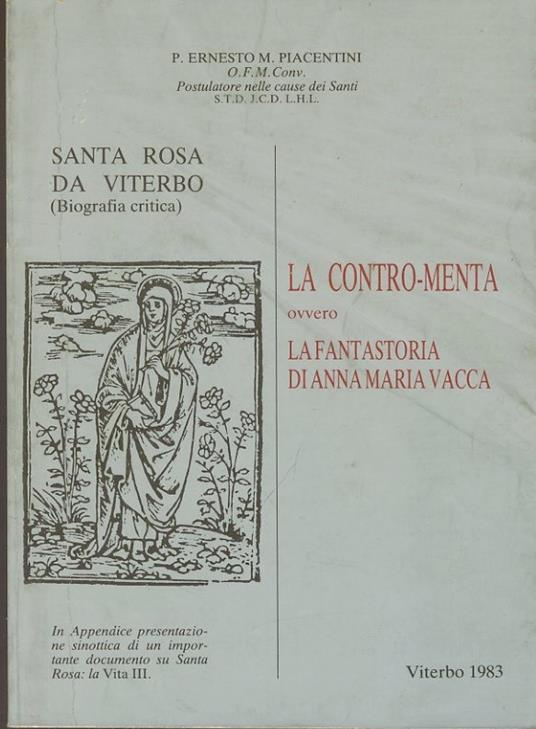 P. ERNESTO M. PIACENTINI
O.F.M. Conv.
Postulatore nelle cause dei Santi
S.T.D. J.C.D. L.H.L.
SANTA ROSA
DA VITERBO
(Biografia critica)
LA CONTRO-MENTA
ovvero
LA FANTASTORIA
DI ANNA MARIA VACCA
In Appendice presentazio-
ne sinottica di un impor-
tante documento su Santa
Rosa: la Vita III.
Viterbo 1983